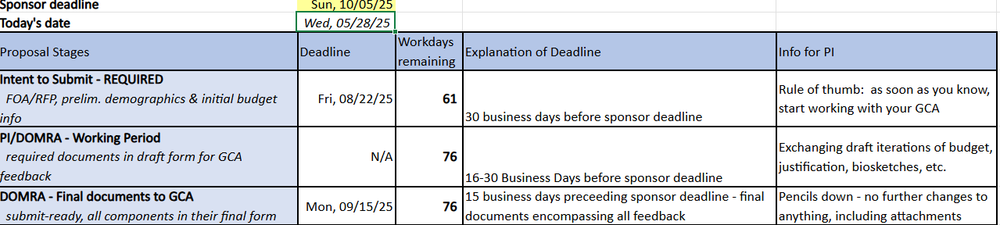 Sponsor deadline Sun, 10/05/25
Today's date Wed, 05/28/25
Proposal Stages Deadline Workdays remaining Explanation of Deadline Info for PI
Intent to Submit - REQUIRED
FOA/RFP, prelim. demographics & initial budget
info
Fri, 08/22/25
61
30 business days before sponsor deadline
Rule of thumb: as soon as you know,
start working with your GCA
PI/DOMRA - Working Period
required documents in draft form for GCA
feedback
N/A
76
16-30 Business Days before sponsor deadline
Exchanging draft iterations of budget,
justification, biosketches, etc.
DOMRA - Final documents to GCA
submit-ready, all components in their final form
Mon, 09/15/25
76
15 business days preceeding sponsor deadline - final
documents encompassing all feedback
Pencils down - no further changes to
anything, including attachments